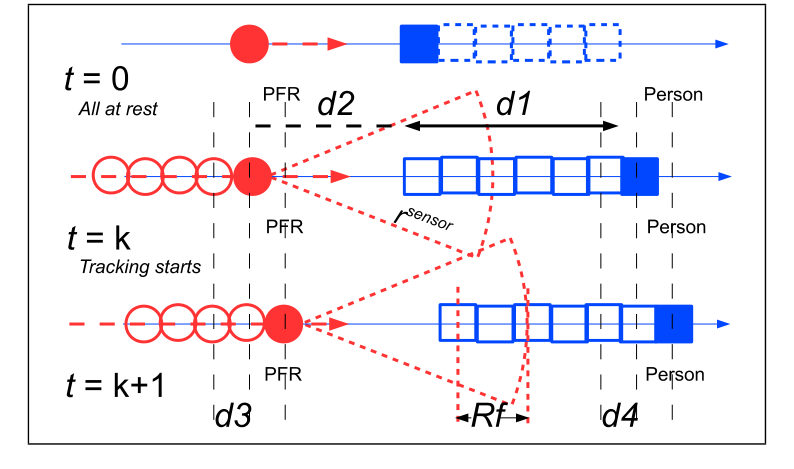 t = 0
All at rest
PFR
d2
d1
Person
r^sensor
t = k
Tracking starts
PFR
Person
t = k+1
PFR
Person
d3
Rf
d4